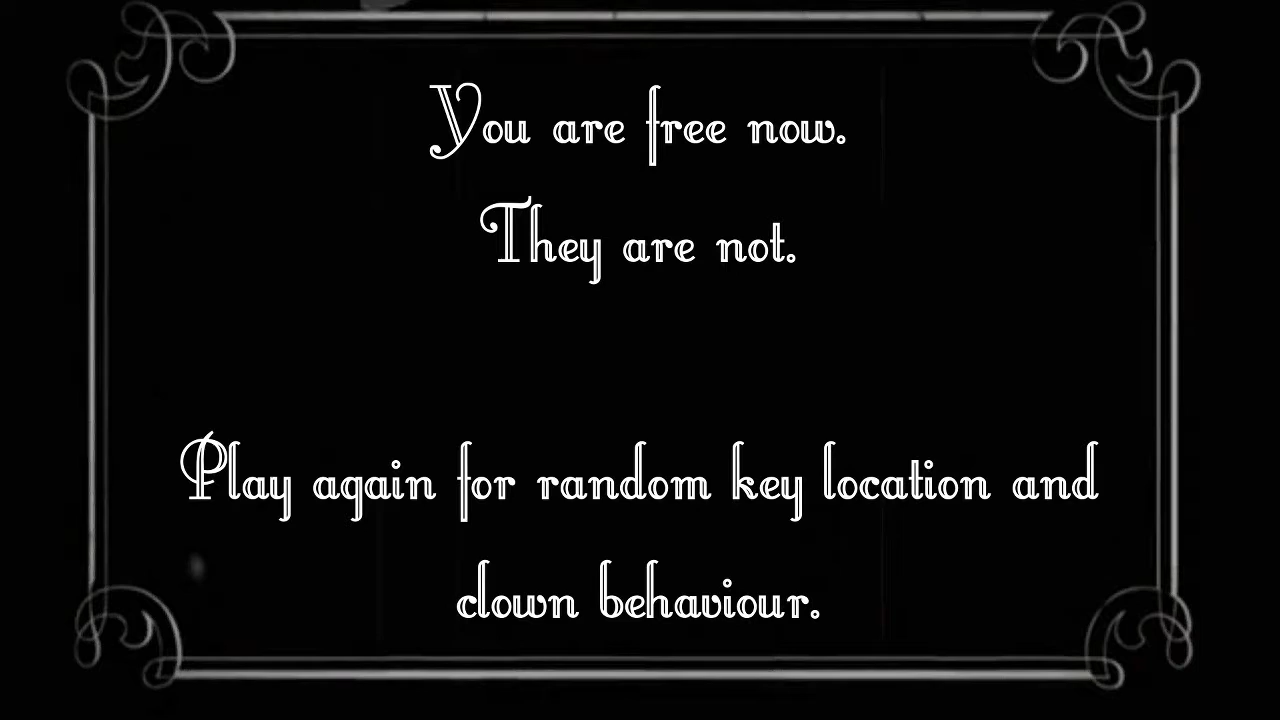 You are free now.
They are not.
Play again for random key location and
clown behaviour.